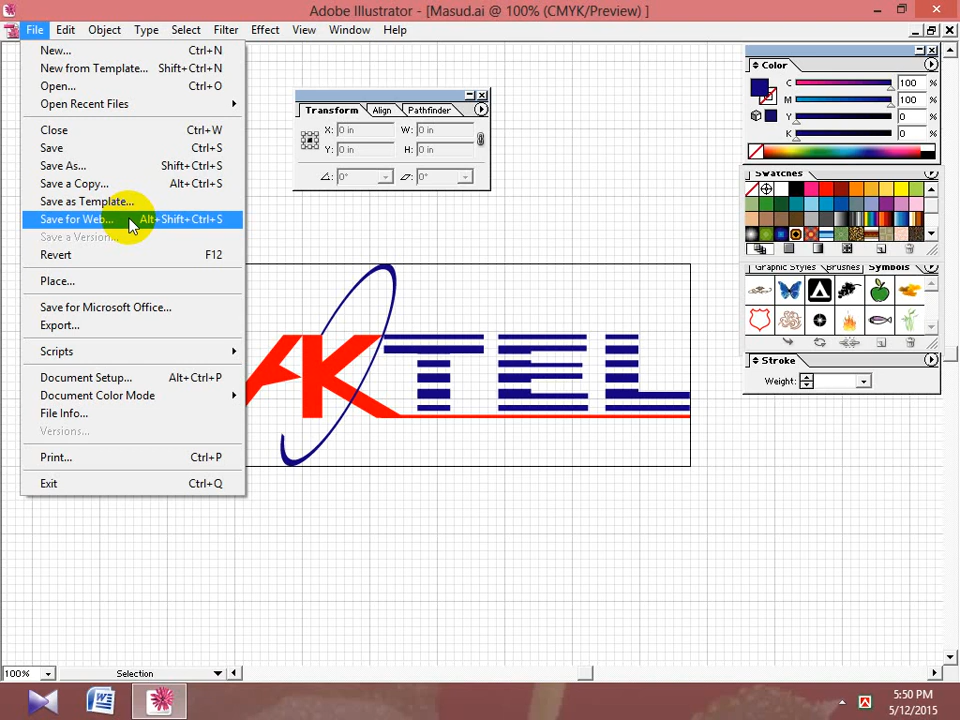 Adobe Illustrator - [Masud.ai @ 100% (CMYK/Preview) ]
File Edit Object Type Select Filter Effect View Window Help
New... Ctrl+N
New from Template... Shift+Ctrl+N
Open... Ctrl+O
Open Recent Files
Close Ctrl+W
Save Ctrl+S
Save As... Shift+Ctrl+S
Save a Copy... Alt+Ctrl+S
Save as Template...
Save for Web... Alt+Shift+Ctrl+S
Save a Version...
Revert F12
Place...
Save for Microsoft Office...
Export...
Scripts
Document Setup... Alt+Ctrl+P
Document Color Mode
File Info...
Versions...
Print... Ctrl+P
Exit Ctrl+Q
Transform Align Pathfinder
X: 0 in W: 0 in
Y: 0 in H: 0 in
0° 0°
Color
C 100 %
M 100 %
Y 0 %
K 0 %
Swatches
Graphic Styles Brushes Symbols
Stroke
Weight:
AKTEL
100% Selection
5:50 PM
5/12/2015